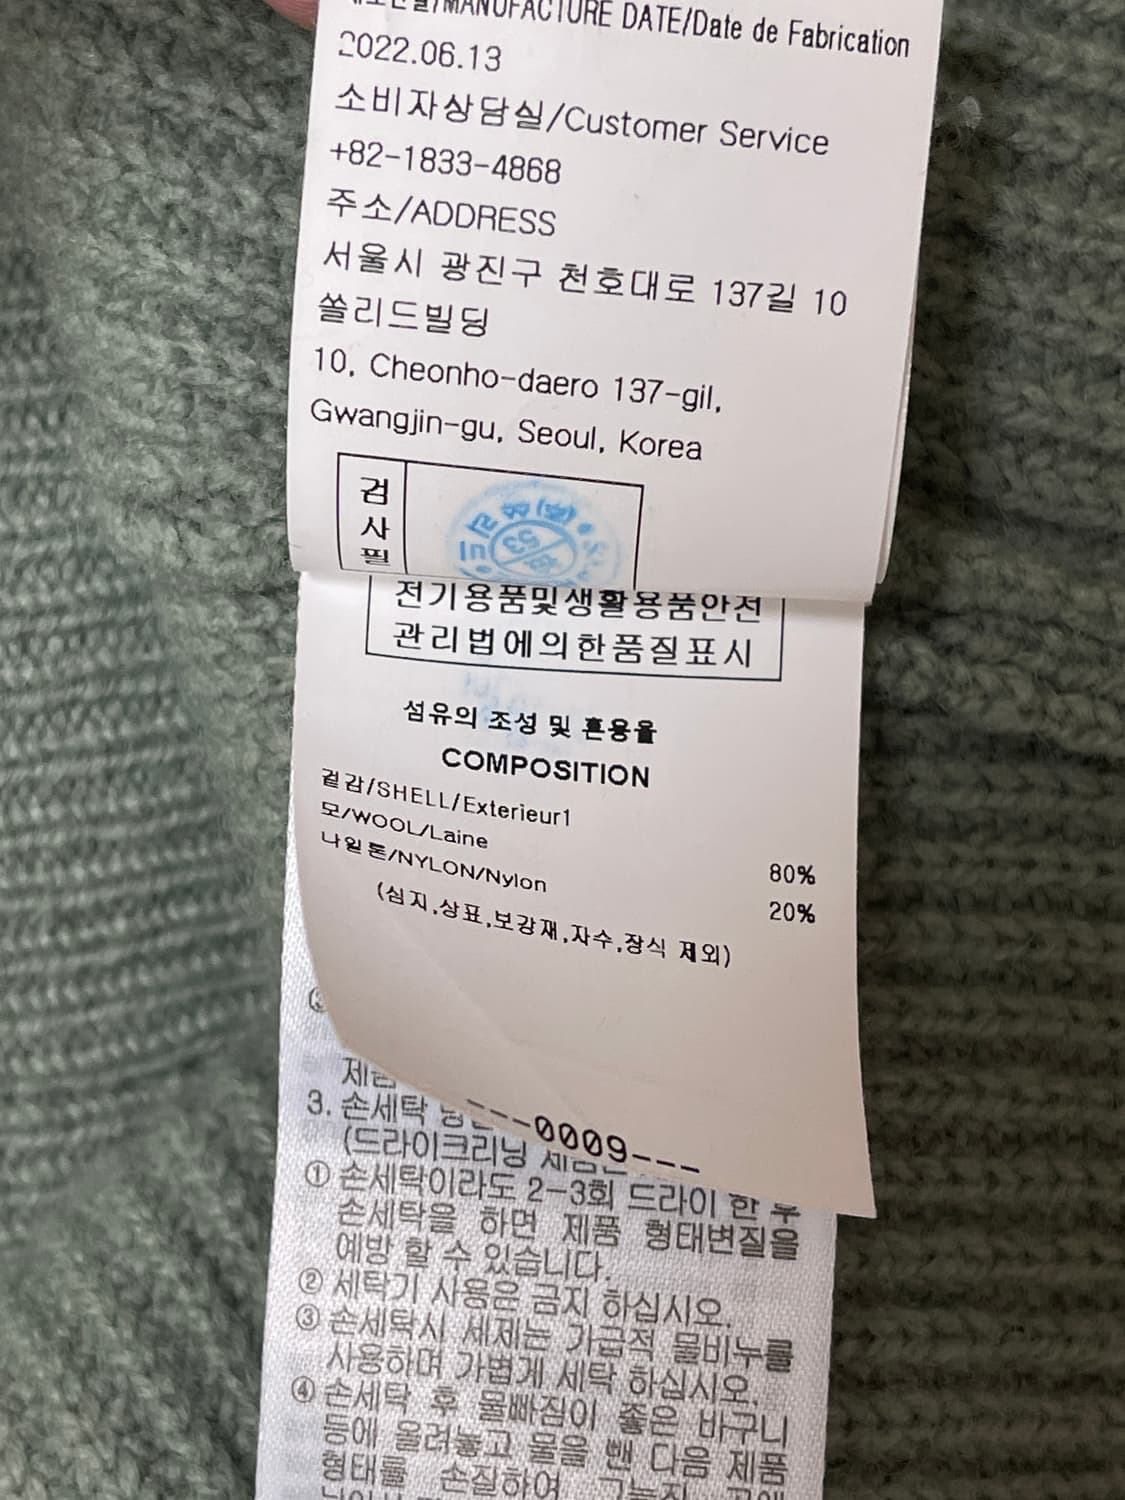 MANUFACTURE DATE/Date de Fabrication
2022.06.13
소비자상담실/Customer Service
+82-1833-4868
주소/ADDRESS
서울시 광진구 천호대로 137길 10
쏠리드빌딩
10, Cheonho-daero 137-gil,
Gwangjin-gu, Seoul, Korea
검
사
필
전기용품및생활용품안전
관리법에의한품질표시
섬유의 조성 및 혼용율
COMPOSITION
겉감/SHELL/Exterieur1
모/WOOL/Laine 80%
나일론/NYLON/Nylon 20%
(심지,상표,보강재,자수,장식 제외)
---0009---
3. 손세탁
(드라이크리닝
① 손세탁이라도 2-3회 드라이 한 후
손세탁을 하면 제품 형태변질을
예방 할 수 있습니다.
② 세탁기 사용은 금지 하십시오.
③ 손세탁시 세제는 가급적 물비누를
사용하며 가볍게 세탁 하십시오.
④ 손세탁 후 물빠짐이 좋은 바구니
등에 올려놓고 물을 뺀 다음 제품
형태를 손질하여